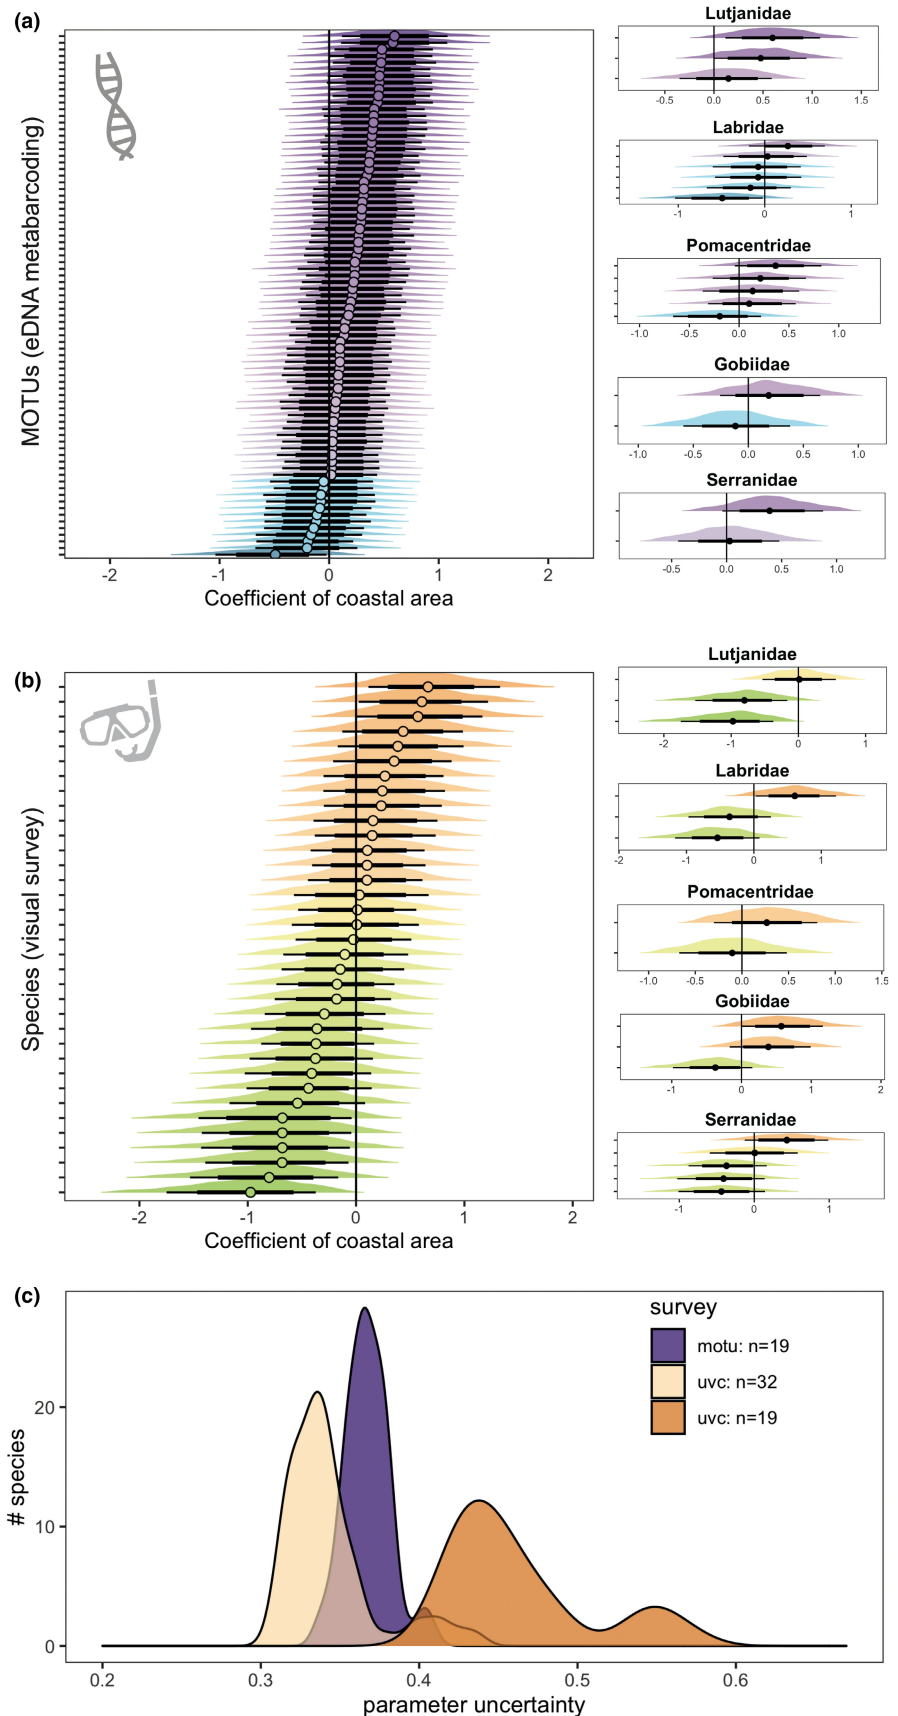 (a)
MOTUs (eDNA metabarcoding)
-2 -1 0 1 2
Coefficient of coastal area
Lutjanidae
-0.5 0.0 0.5 1.0 1.5
Labridae
-1 0 1
Pomacentridae
-1.0 -0.5 0.0 0.5 1.0
Gobiidae
-1.0 -0.5 0.0 0.5 1.0
Serranidae
-0.5 0.0 0.5 1.0
(b)
Species (visual survey)
-2 -1 0 1 2
Coefficient of coastal area
Lutjanidae
-2 -1 0 1
Labridae
-2 -1 0 1
Pomacentridae
-1.0 -0.5 0.0 0.5 1.0 1.5
Gobiidae
-1 0 1 2
Serranidae
-1 0 1
(c)
# species
20
10
0
survey
motu: n=19
uvc: n=32
uvc: n=19
0.2 0.3 0.4 0.5 0.6
parameter uncertainty